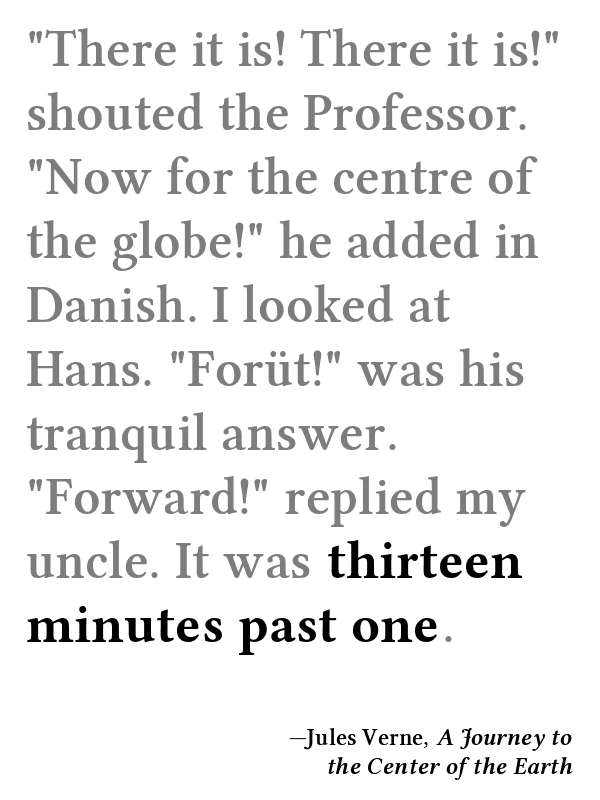 "There it is! There it is!"
shouted the Professor.
"Now for the centre of
the globe!" he added in
Danish. I looked at
Hans. "Forüt!" was his
tranquil answer.
"Forward!" replied my
uncle. It was thirteen
minutes past one.
—Jules Verne, A Journey to
the Center of the Earth